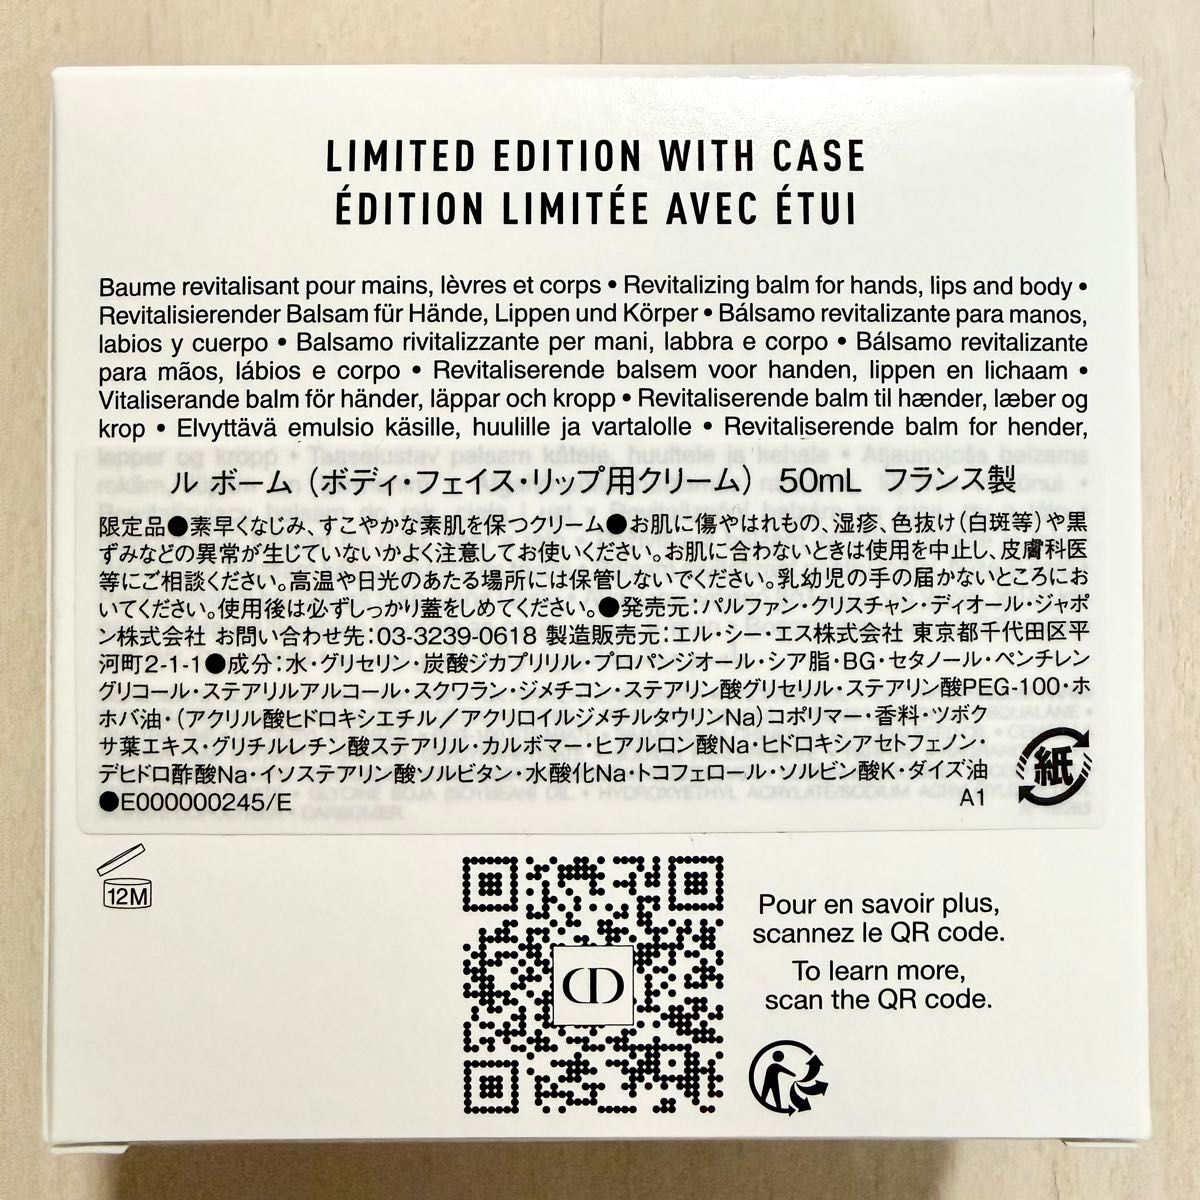 LIMITED EDITION WITH CASE
ÉDITION LIMITÉE AVEC ÉTUI
Baume revitalisant pour mains, lèvres et corps • Revitalizing balm for hands, lips and body •
Revitalisierender Balsam für Hände, Lippen und Körper • Bálsamo revitalizante para manos,
labios y cuerpo • Balsamo rivitalizzante per mani, labbra e corpo • Bálsamo revitalizante
para mãos, lábios e corpo • Revitaliserende balsem voor handen, lippen en lichaam •
Vitaliserande balm för händer, läppar och kropp • Revitaliserende balm til hænder, læber og
krop • Elvyttävä emulsio käsille, huulille ja vartalolle • Revitaliserende balm for hender,
ル ボーム(ボディ・フェイス・リップ用クリーム) 50mL フランス製
限定品●素早くなじみ、すこやかな素肌を保つクリーム●お肌に傷やはれもの、湿疹、色抜け(白斑等)や黒
ずみなどの異常が生じていないかよく注意してお使いください。お肌に合わないときは使用を中止し、皮膚科医
等にご相談ください。高温や日光のあたる場所には保管しないでください。乳幼児の手の届かないところにお
いてください。使用後は必ずしっかり蓋をしめてください。●発売元:パルファン・クリスチャン・ディオール・ジャポ
ン株式会社 お問い合わせ先:03-3239-0618 製造販売元:エル・シー・エス株式会社 東京都千代田区平
河町2-1-1●成分:水・グリセリン・炭酸ジカプリリル・プロパンジオール・シア脂・BG・セタノール・ペンチレン
グリコール・ステアリルアルコール・スクワラン・ジメチコン・ステアリン酸グリセリル・ステアリン酸PEG-100・ホ
ホバ油・(アクリル酸ヒドロキシエチル/アクリロイルジメチルタウリンNa)コポリマー・香料・ツボク
サ葉エキス・グリチルレチン酸ステアリル・カルボマー・ヒアルロン酸Na・ヒドロキシアセトフェノン・
デヒドロ酢酸Na・イソステアリン酸ソルビタン・水酸化Na・トコフェロール・ソルビン酸K・ダイズ油
●E000000245/E A1
紙
12M
CD
Pour en savoir plus,
scannez le QR code.
To learn more,
scan the QR code.